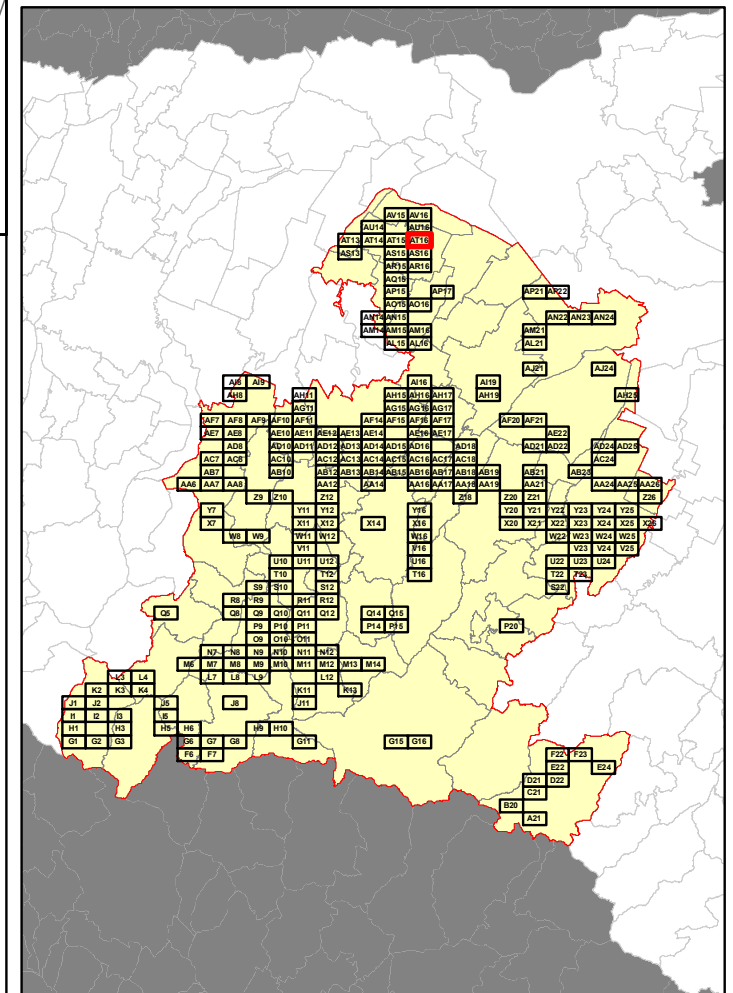 AV15 AV16
AU14 AU16
AT13 AT14 AT15 AT16
AS13 AS15 AS16
AR15 AR16
AQ15
AP15 AP17 AP21 AP22
AO15 AO16
AN14 AN15 AN22 AN23 AN24
AM14 AM15 AM16 AM21
AL15 AL16 AL21
AJ21 AJ24
AI8 AI9 AI16 AI19
AH8 AH11 AH15 AH16 AH17 AH19 AH25
AG11 AG15 AG16 AG17
AF7 AF8 AF9 AF10 AF11 AF14 AF15 AF16 AF17 AF20 AF21
AE7 AE8 AE10 AE11 AE12 AE13 AE14 AE16 AE17 AE22
AD8 AD10 AD11 AD12 AD13 AD14 AD15 AD16 AD18 AD21 AD22 AD24 AD25
AC7 AC8 AC10 AC12 AC13 AC14 AC15 AC16 AC17 AC18 AC24
AB7 AB10 AB12 AB13 AB14 AB15 AB16 AB17 AB18 AB19 AB21 AB23
AA6 AA7 AA8 AA12 AA14 AA16 AA17 AA18 AA19 AA21 AA24 AA25 AA26
Z9 Z10 Z12 Z18 Z20 Z21 Z26
Y7 Y11 Y12 Y16 Y20 Y21 Y22 Y23 Y24 Y25
X7 X11 X12 X14 X16 X20 X21 X22 X23 X24 X25 X26
W8 W9 W11 W12 W16 W22 W23 W24 W25
V11 V16 V23 V24 V25
U10 U11 U12 U16 U22 U23 U24
T10 T12 T16 T22 T23
S9 S10 S12 S22
R8 R9 R11 R12
Q5 Q8 Q9 Q10 Q11 Q12 Q14 Q15
P9 P10 P11 P14 P15 P20
O9 O10 O11
N7 N8 N9 N10 N11 N12
M6 M7 M8 M9 M10 M11 M12 M13 M14
L3 L4 L7 L8 L9 L12
K2 K3 K4 K11 K13
J1 J2 J5 J8 J11
I1 I2 I3 I5
H1 H3 H5 H6 H9 H10
G1 G2 G3 G6 G7 G8 G11 G15 G16
F6 F7 F22 F23
E22 E24
D21 D22
C21
B20
A21